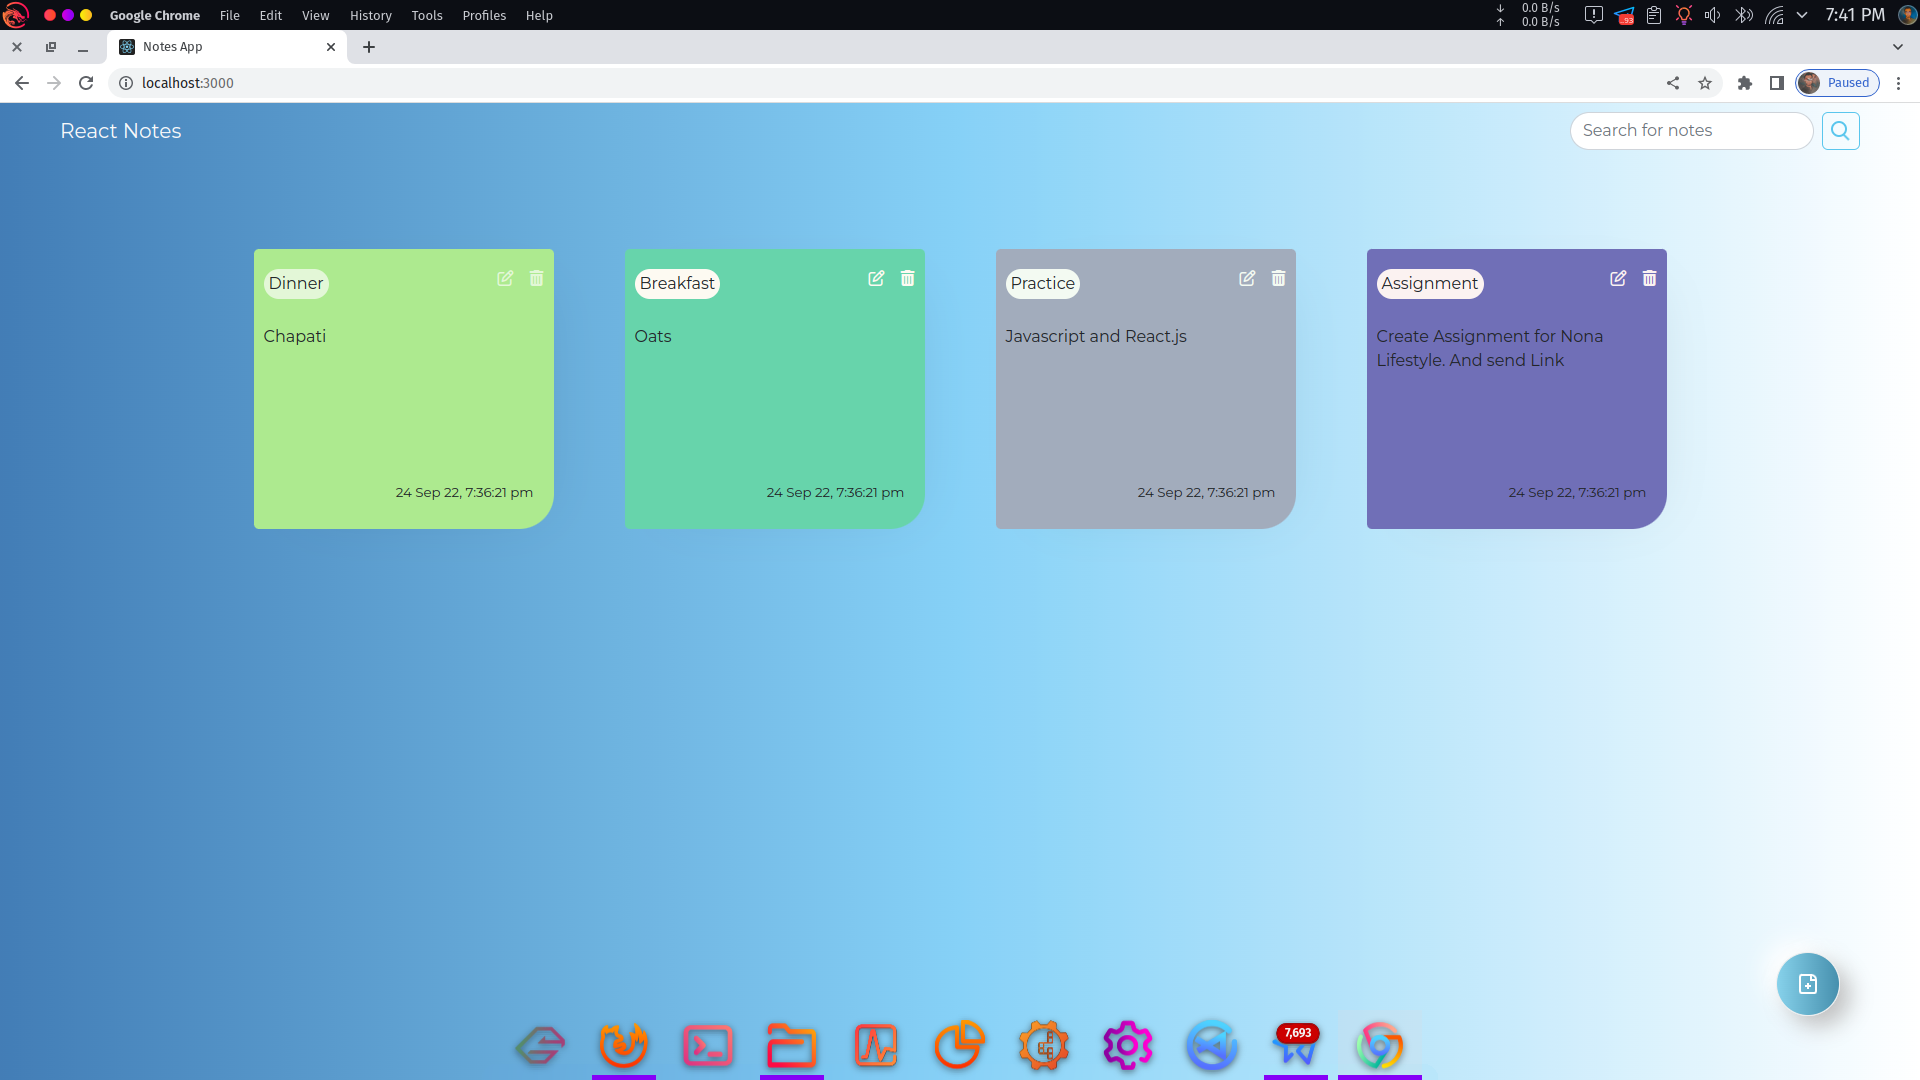 Google Chrome File Edit View History Tools Profiles Help
0.0 B/s
0.0 B/s
93
7:41 PM
Notes App
localhost:3000
Paused
React Notes
Search for notes
Dinner
Chapati
24 Sep 22, 7:36:21 pm
Breakfast
Oats
24 Sep 22, 7:36:21 pm
Practice
Javascript and React.js
24 Sep 22, 7:36:21 pm
Assignment
Create Assignment for Nona
Lifestyle. And send Link
24 Sep 22, 7:36:21 pm
7,693